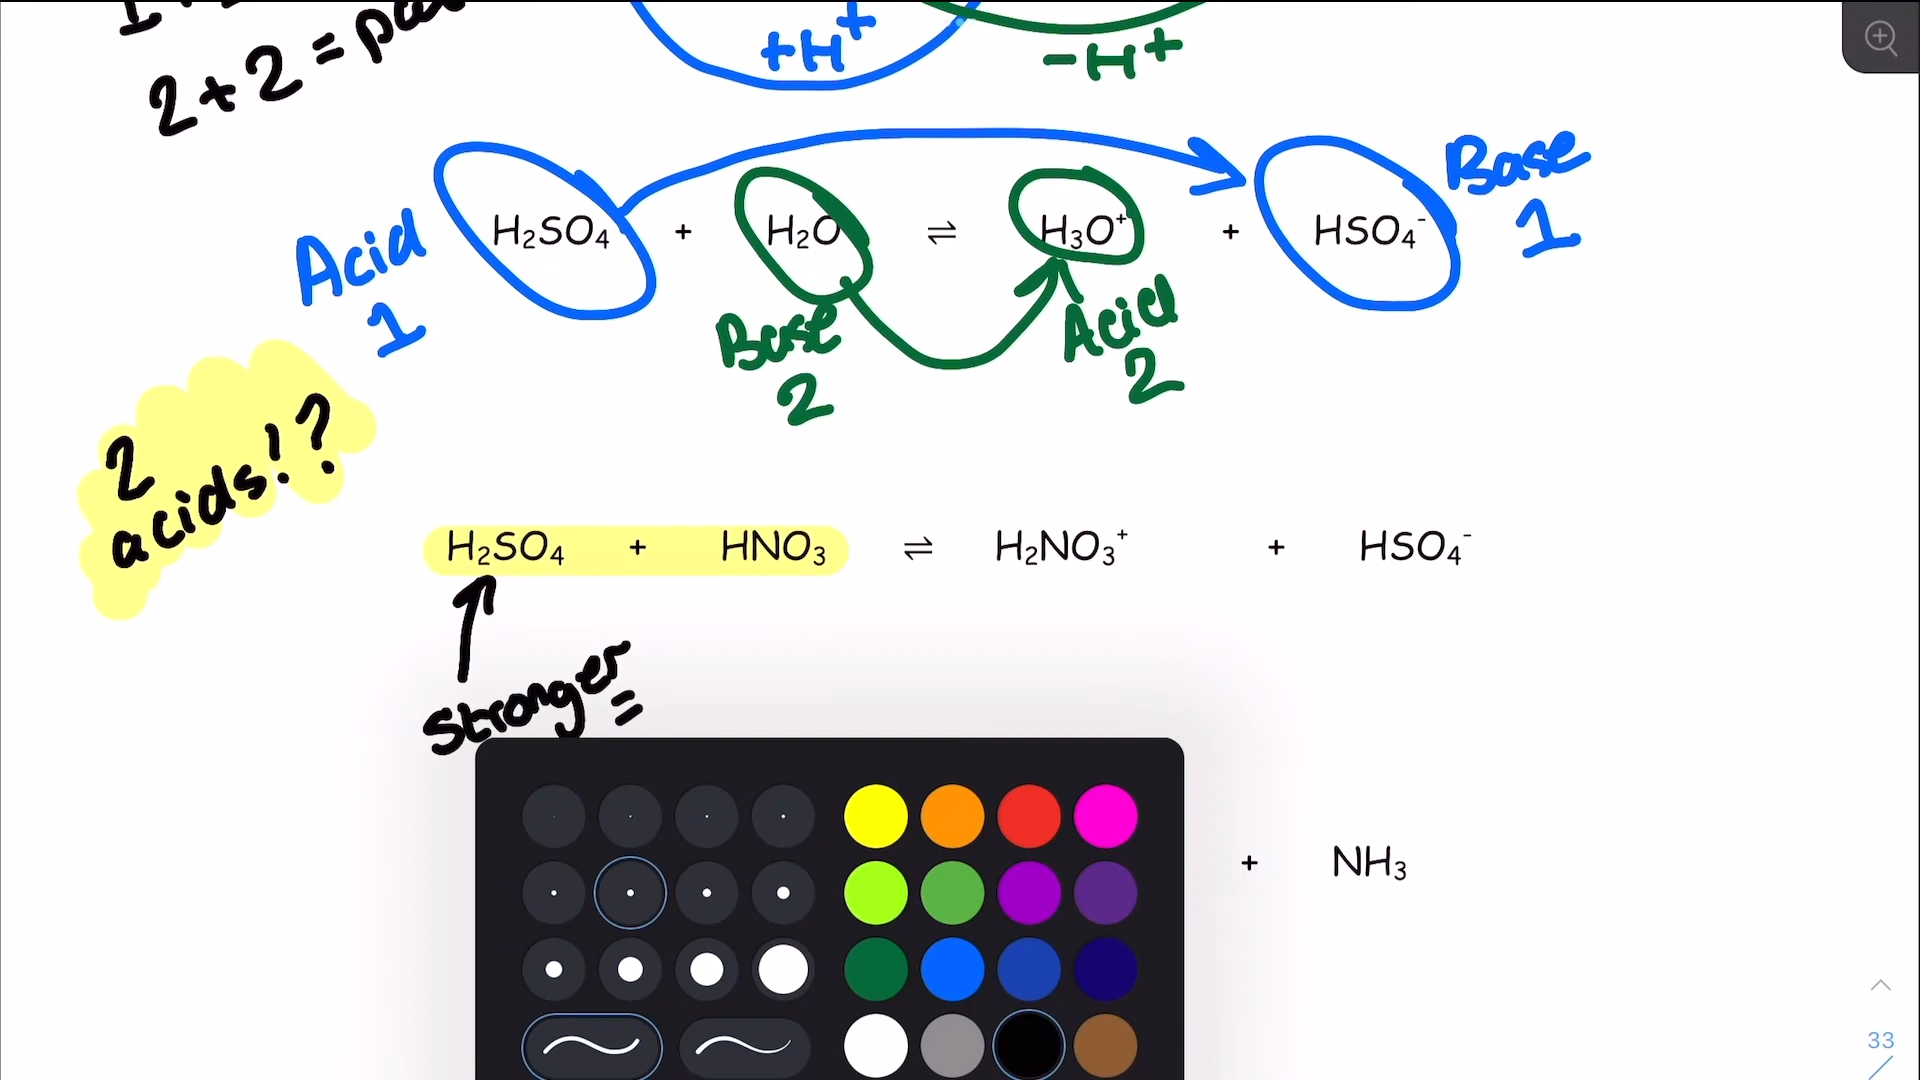 2 + 2 =
+H⁺
-H⁺
Acid 1
H₂SO₄ + H₂O ⇌ H₃O⁺ + HSO₄⁻
Base 1
Base 2
Acid 2
2 acids!?
H₂SO₄ + HNO₃ ⇌ H₂NO₃⁺ + HSO₄⁻
Stronger
+ NH₃
33